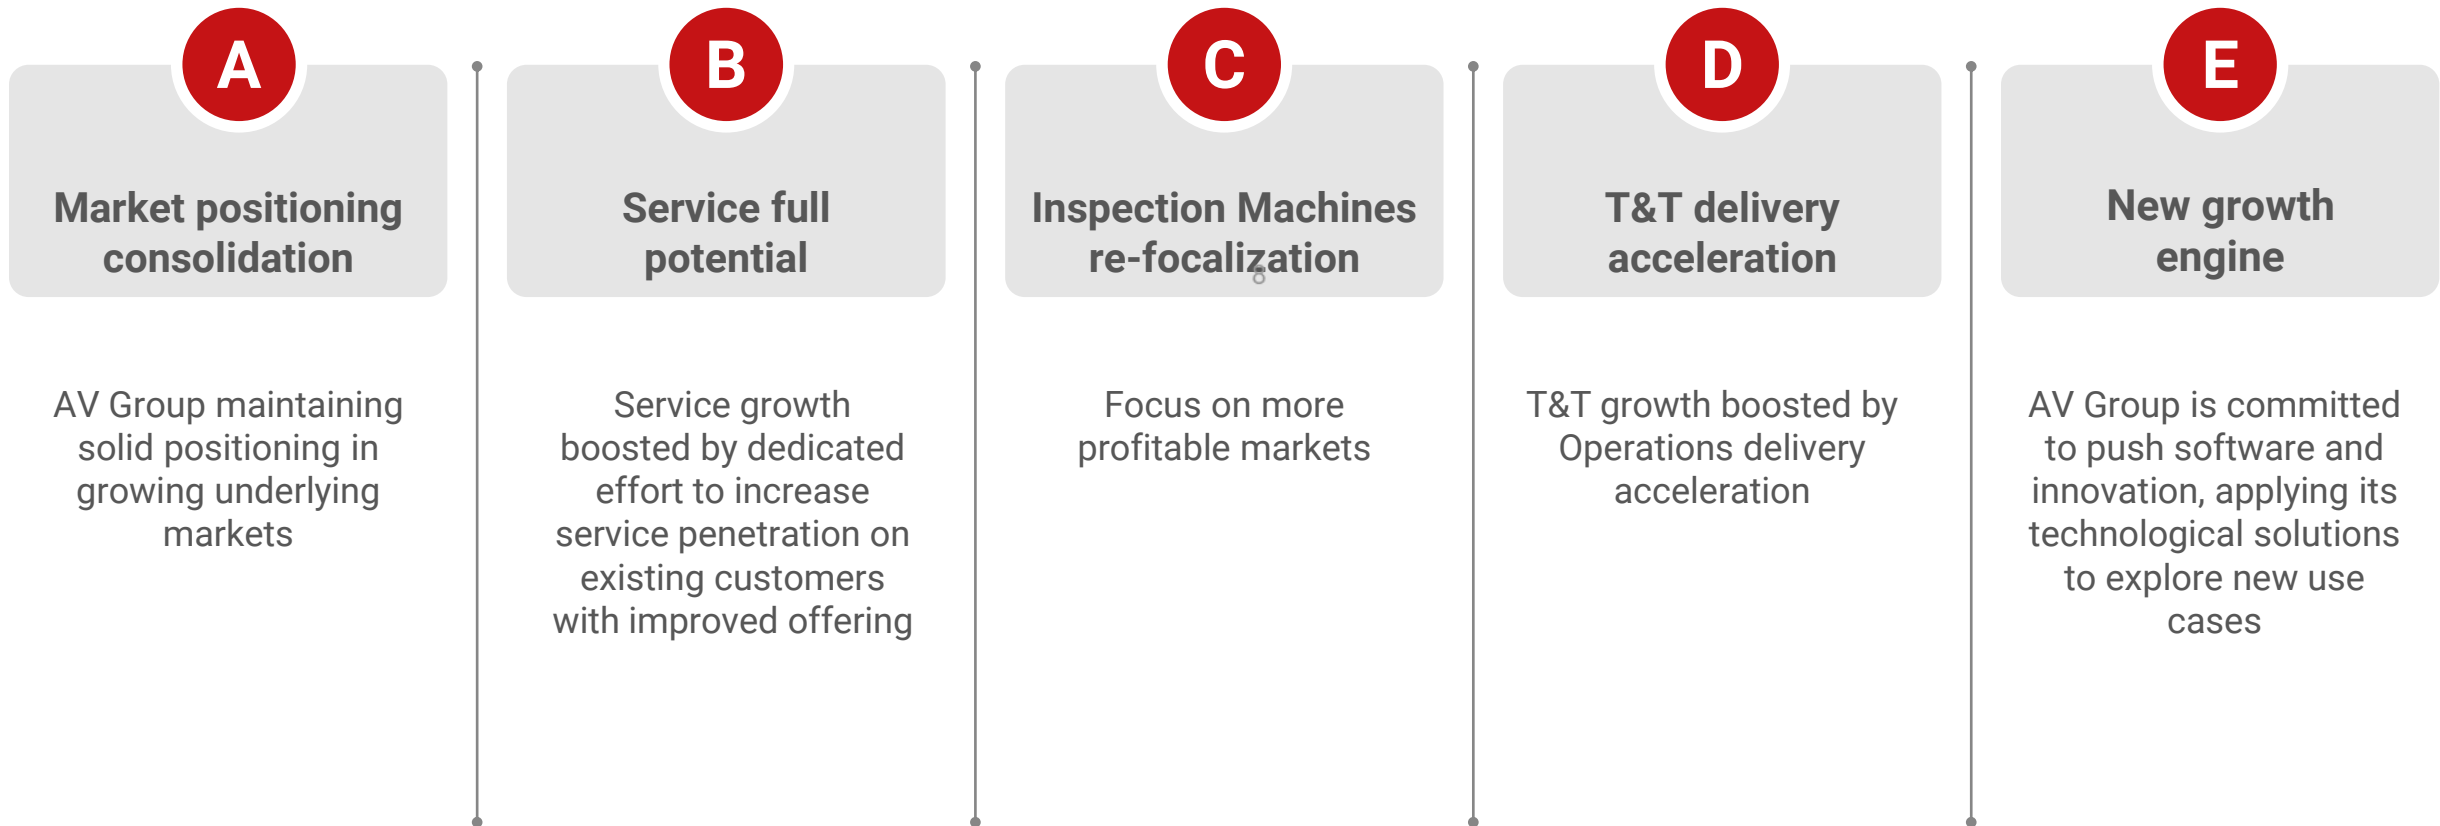 A
Market positioning
consolidation
AV Group maintaining
solid positioning in
growing underlying
markets
B
Service full
potential
Service growth
boosted by dedicated
effort to increase
service penetration on
existing customers
with improved offering
C
Inspection Machines
re-focalization
8
Focus on more
profitable markets
D
T&T delivery
acceleration
T&T growth boosted by
Operations delivery
acceleration
E
New growth
engine
AV Group is committed
to push software and
innovation, applying its
technological solutions
to explore new use
cases